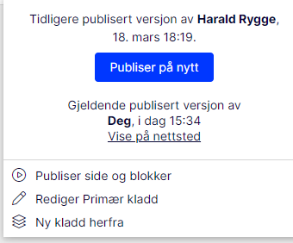 Tidligere publisert versjon av Harald Rygge,
18. mars 18:19.
Publiser på nytt
Gjeldende publisert versjon av
Deg, i dag 15:34
Vise på nettsted
Publiser side og blokker
Rediger Primær kladd
Ny kladd herfra